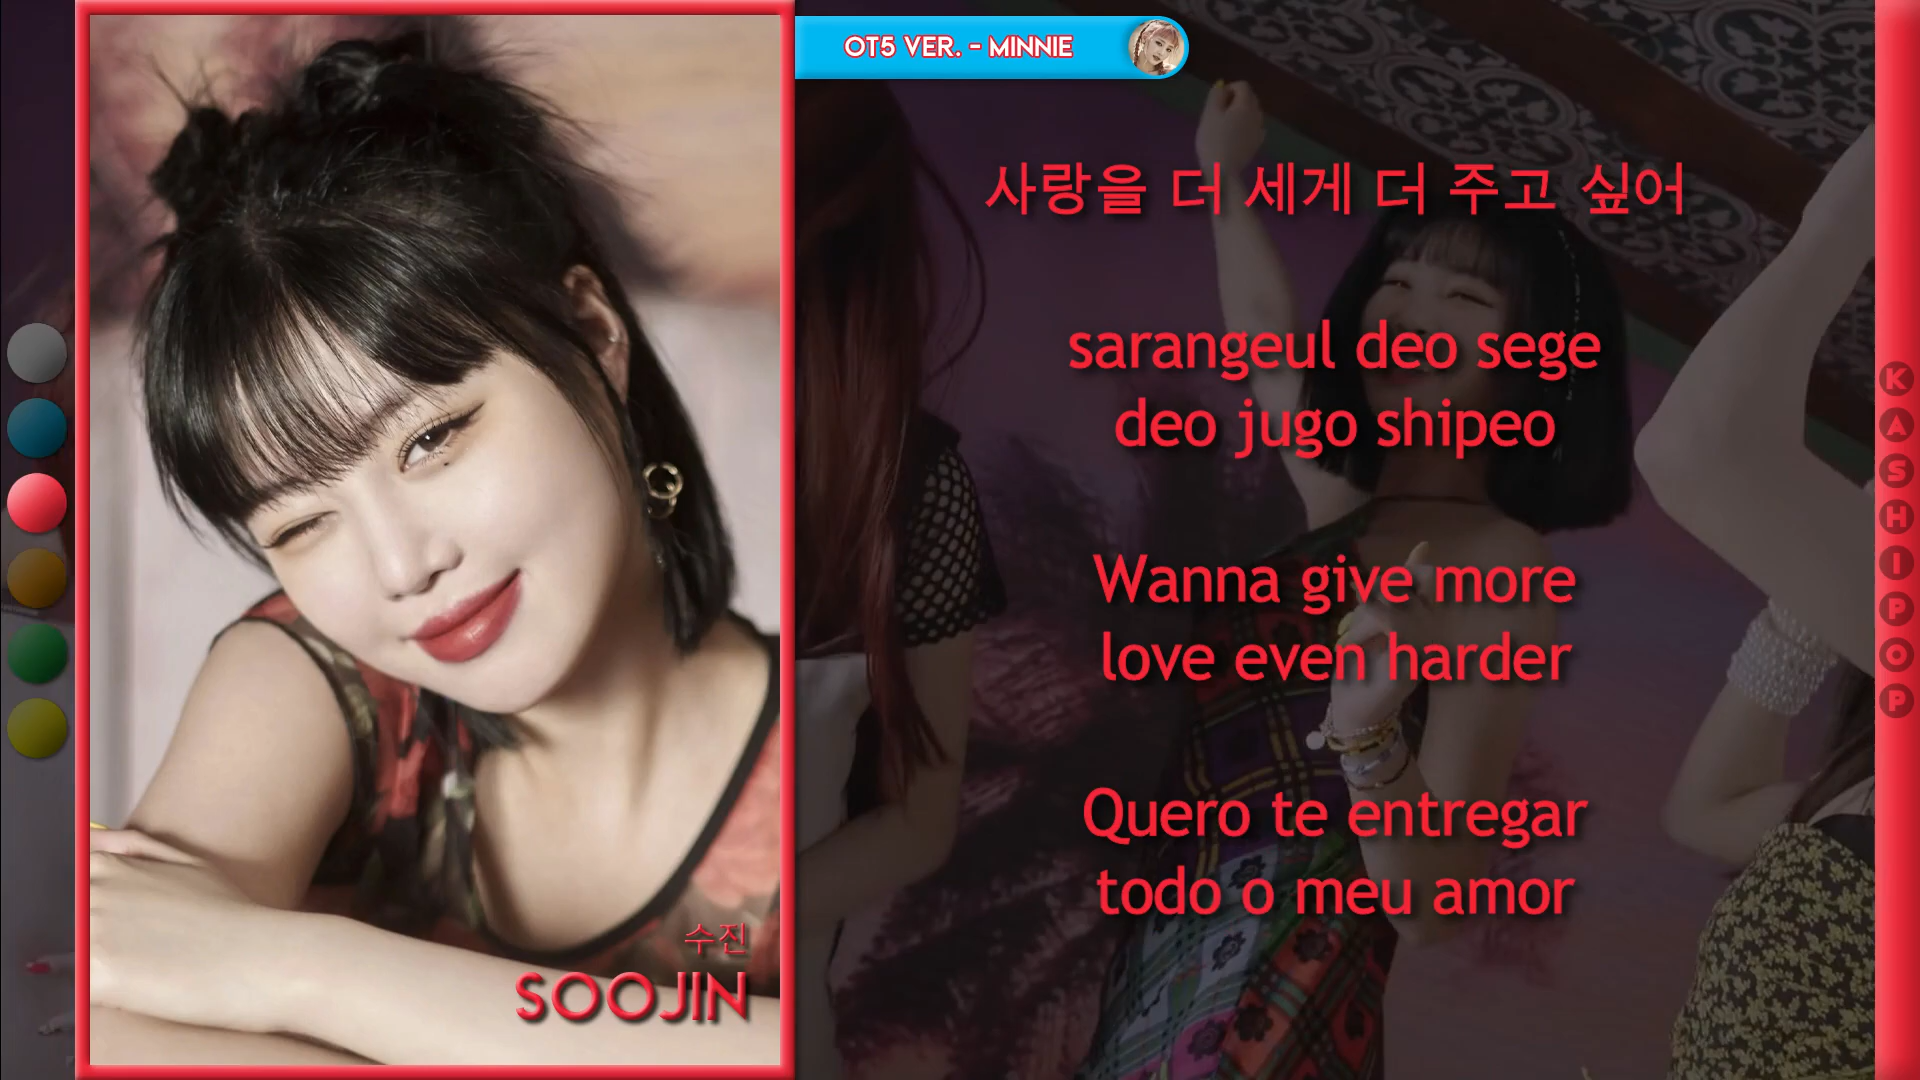 OT5 VER. - MINNIE
사랑을 더 세게 더 주고 싶어
sarangeul deo sege
deo jugo shipeo
Wanna give more
love even harder
Quero te entregar
todo o meu amor
수진
SOOJIN
KASHIPOP